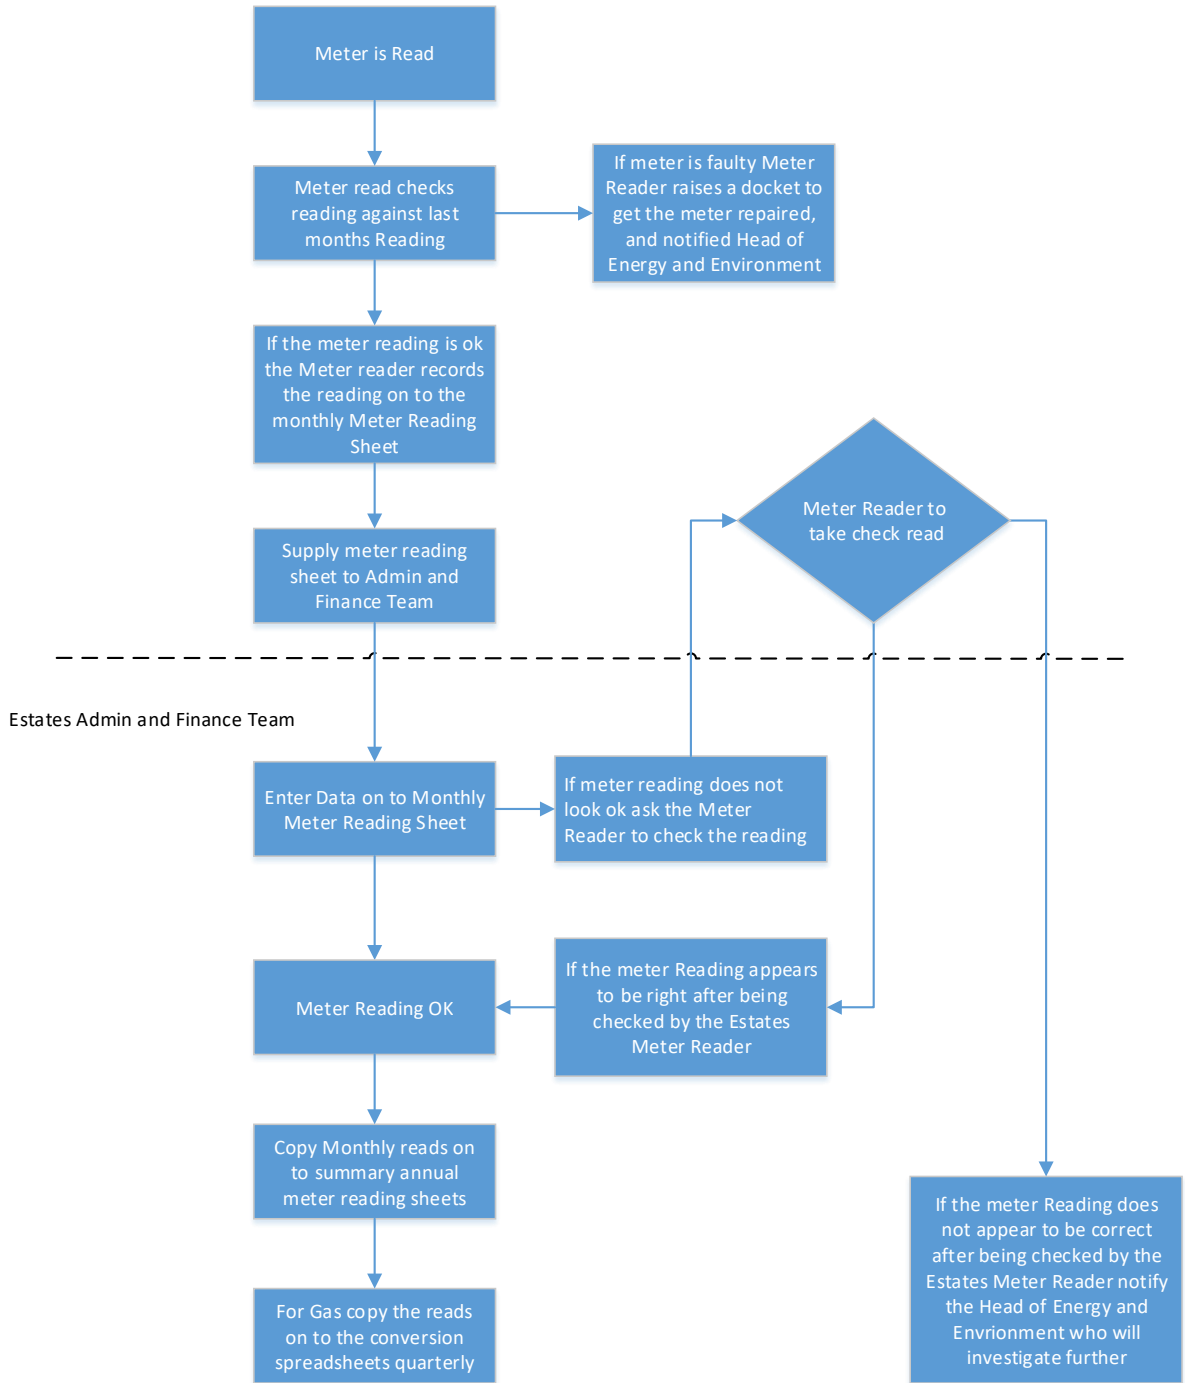 Meter is Read
Meter read checks
reading against last
months Reading
If meter is faulty Meter
Reader raises a docket to
get the meter repaired,
and notified Head of
Energy and Environment
If the meter reading is ok
the Meter reader records
the reading on to the
monthly Meter Reading
Sheet
Meter Reader to
take check read
Supply meter reading
sheet to Admin and
Finance Team
Estates Admin and Finance Team
Enter Data on to Monthly
Meter Reading Sheet
If meter reading does not
look ok ask the Meter
Reader to check the reading
If the meter Reading appears
to be right after being
checked by the Estates
Meter Reader
Meter Reading OK
Copy Monthly reads on
to summary annual
meter reading sheets
If the meter Reading does
not appear to be correct
after being checked by the
Estates Meter Reader notify
the Head of Energy and
Envrionment who will
investigate further
For Gas copy the reads
on to the conversion
spreadsheets quarterly